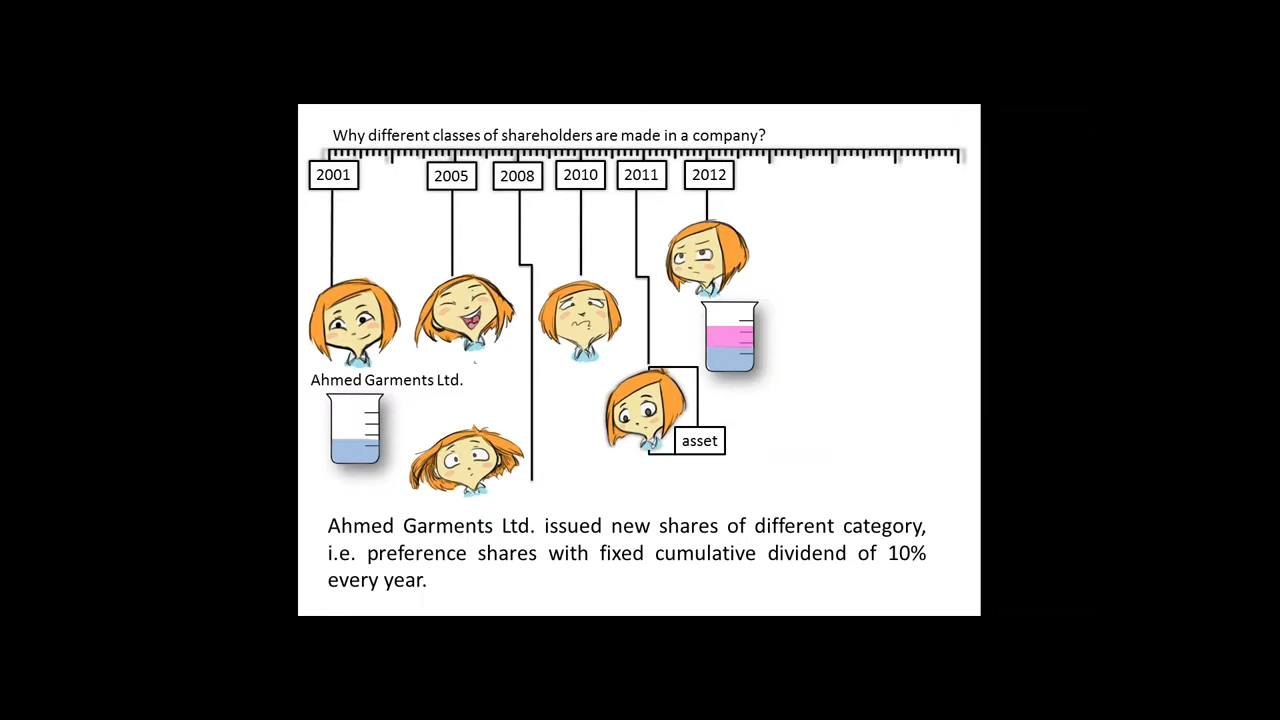 Why different classes of shareholders are made in a company?
2001
2005
2008
2010
2011
2012
Ahmed Garments Ltd.
asset
Ahmed Garments Ltd. issued new shares of different category,
i.e. preference shares with fixed cumulative dividend of 10%
every year.